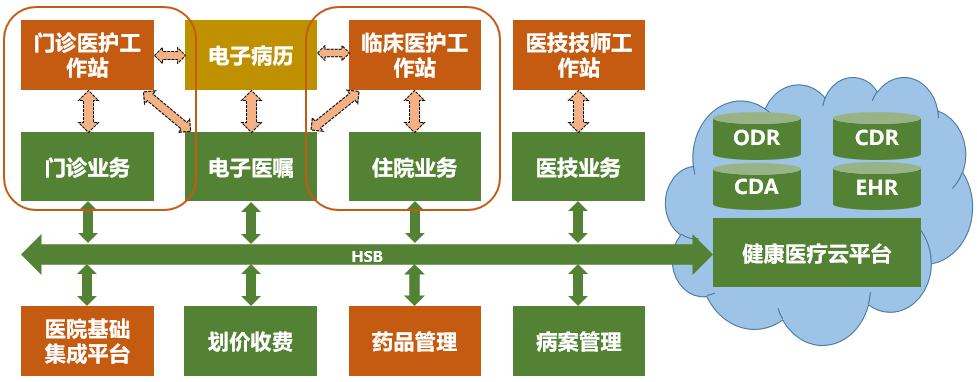 门诊医护工
作站
电子病历
临床医护工
作站
医技技师工
作站
门诊业务
电子医嘱
住院业务
医技业务
ODR
CDR
CDA
EHR
健康医疗云平台
HSB
医院基础
集成平台
划价收费
药品管理
病案管理